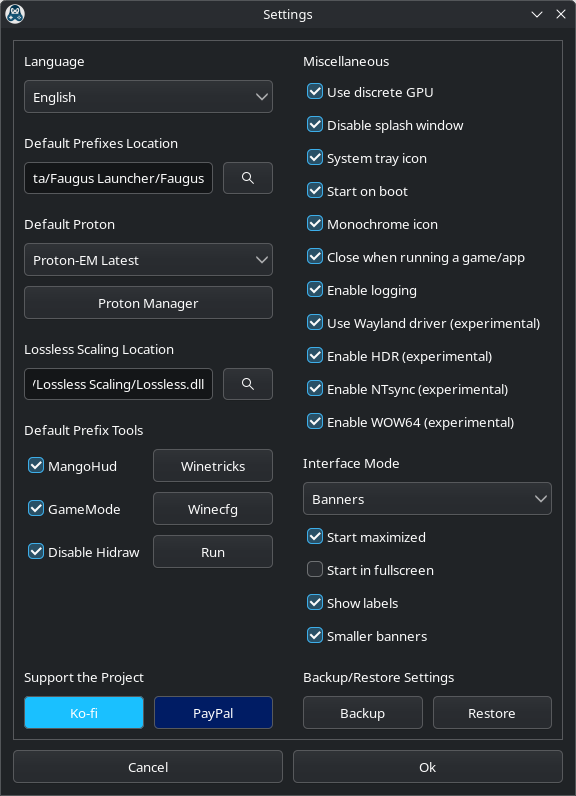 Settings
Language
English
Default Prefixes Location
ta/Faugus Launcher/Faugus
Default Proton
Proton-EM Latest
Proton Manager
Lossless Scaling Location
/Lossless Scaling/Lossless.dll
Default Prefix Tools
MangoHud
Winetricks
GameMode
Winecfg
Disable Hidraw
Run
Support the Project
Ko-fi
PayPal
Miscellaneous
Use discrete GPU
Disable splash window
System tray icon
Start on boot
Monochrome icon
Close when running a game/app
Enable logging
Use Wayland driver (experimental)
Enable HDR (experimental)
Enable NTsync (experimental)
Enable WOW64 (experimental)
Interface Mode
Banners
Start maximized
Start in fullscreen
Show labels
Smaller banners
Backup/Restore Settings
Backup
Restore
Cancel
Ok